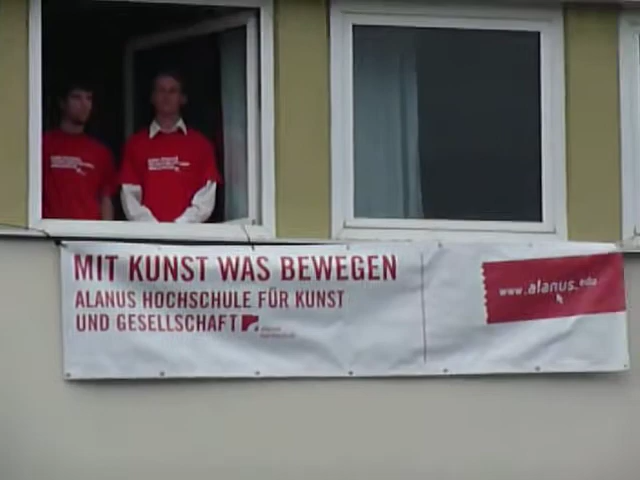 MIT KUNST WAS BEWEGEN
ALANUS HOCHSCHULE FÜR KUNST
UND GESELLSCHAFT
www.alanus.edu